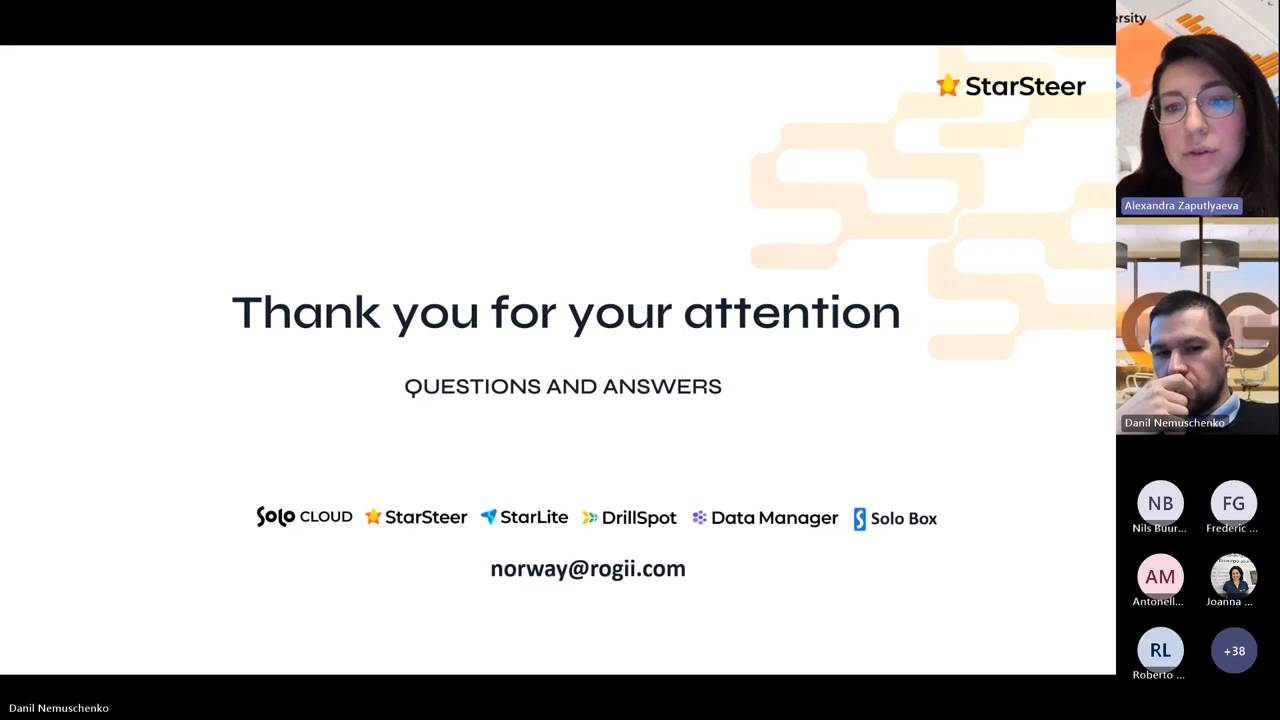 StarSteer
Thank you for your attention
QUESTIONS AND ANSWERS
SOLO CLOUD StarSteer StarLite DrillSpot Data Manager Solo Box
norway@rogii.com
Danil Nemuschenko
ersity
Alexandra Zaputlyaeva
G
Danil Nemuschenko
NB FG
Nils Buur... Frederic ...
AM
Antonell... Joanna ...
RL +38
Roberto ...